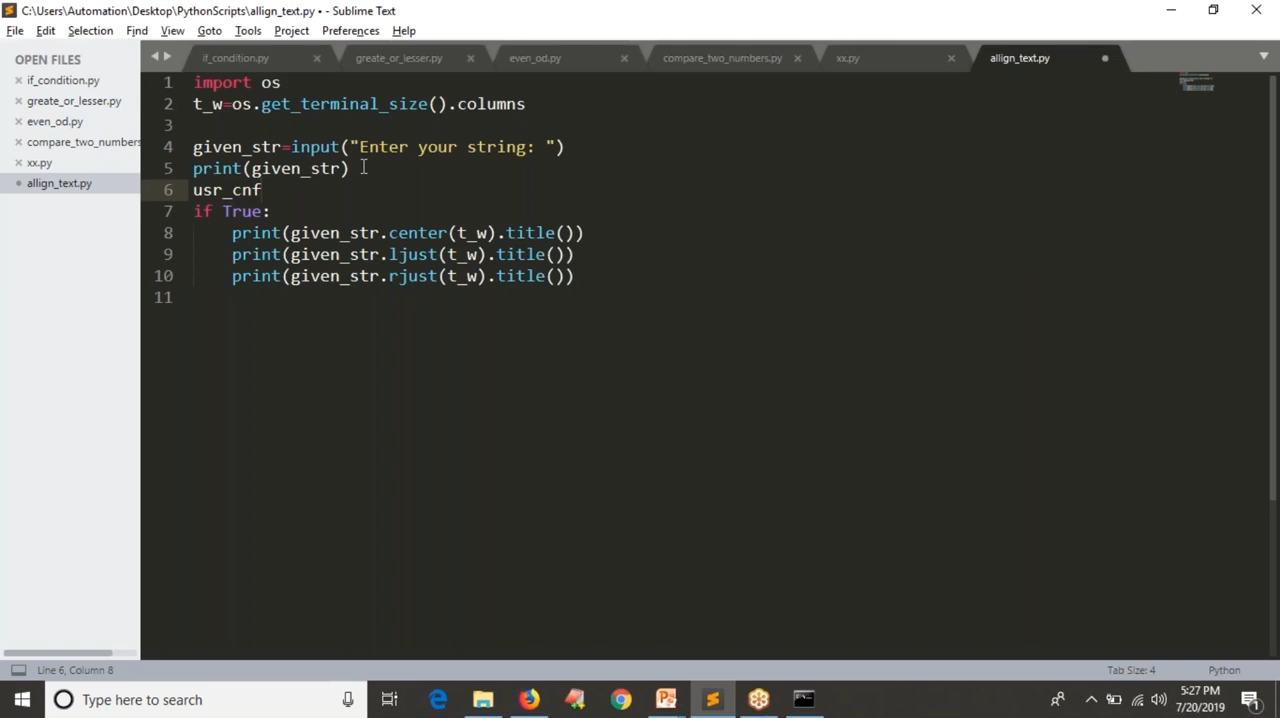 C:\Users\Automation\Desktop\PythonScripts\allign_text.py • - Sublime Text
File Edit Selection Find View Goto Tools Project Preferences Help
OPEN FILES
if_condition.py
greate_or_lesser.py
even_od.py
compare_two_numbers
xx.py
allign_text.py
if_condition.py greate_or_lesser.py even_od.py compare_two_numbers.py xx.py allign_text.py
1 import os
2 t_w=os.get_terminal_size().columns
3
4 given_str=input("Enter your string: ")
5 print(given_str)
6 usr_cnf
7 if True:
8     print(given_str.center(t_w).title())
9     print(given_str.ljust(t_w).title())
10     print(given_str.rjust(t_w).title())
11
Line 6, Column 8 Tab Size: 4 Python
Type here to search
5:27 PM
7/20/2019
1